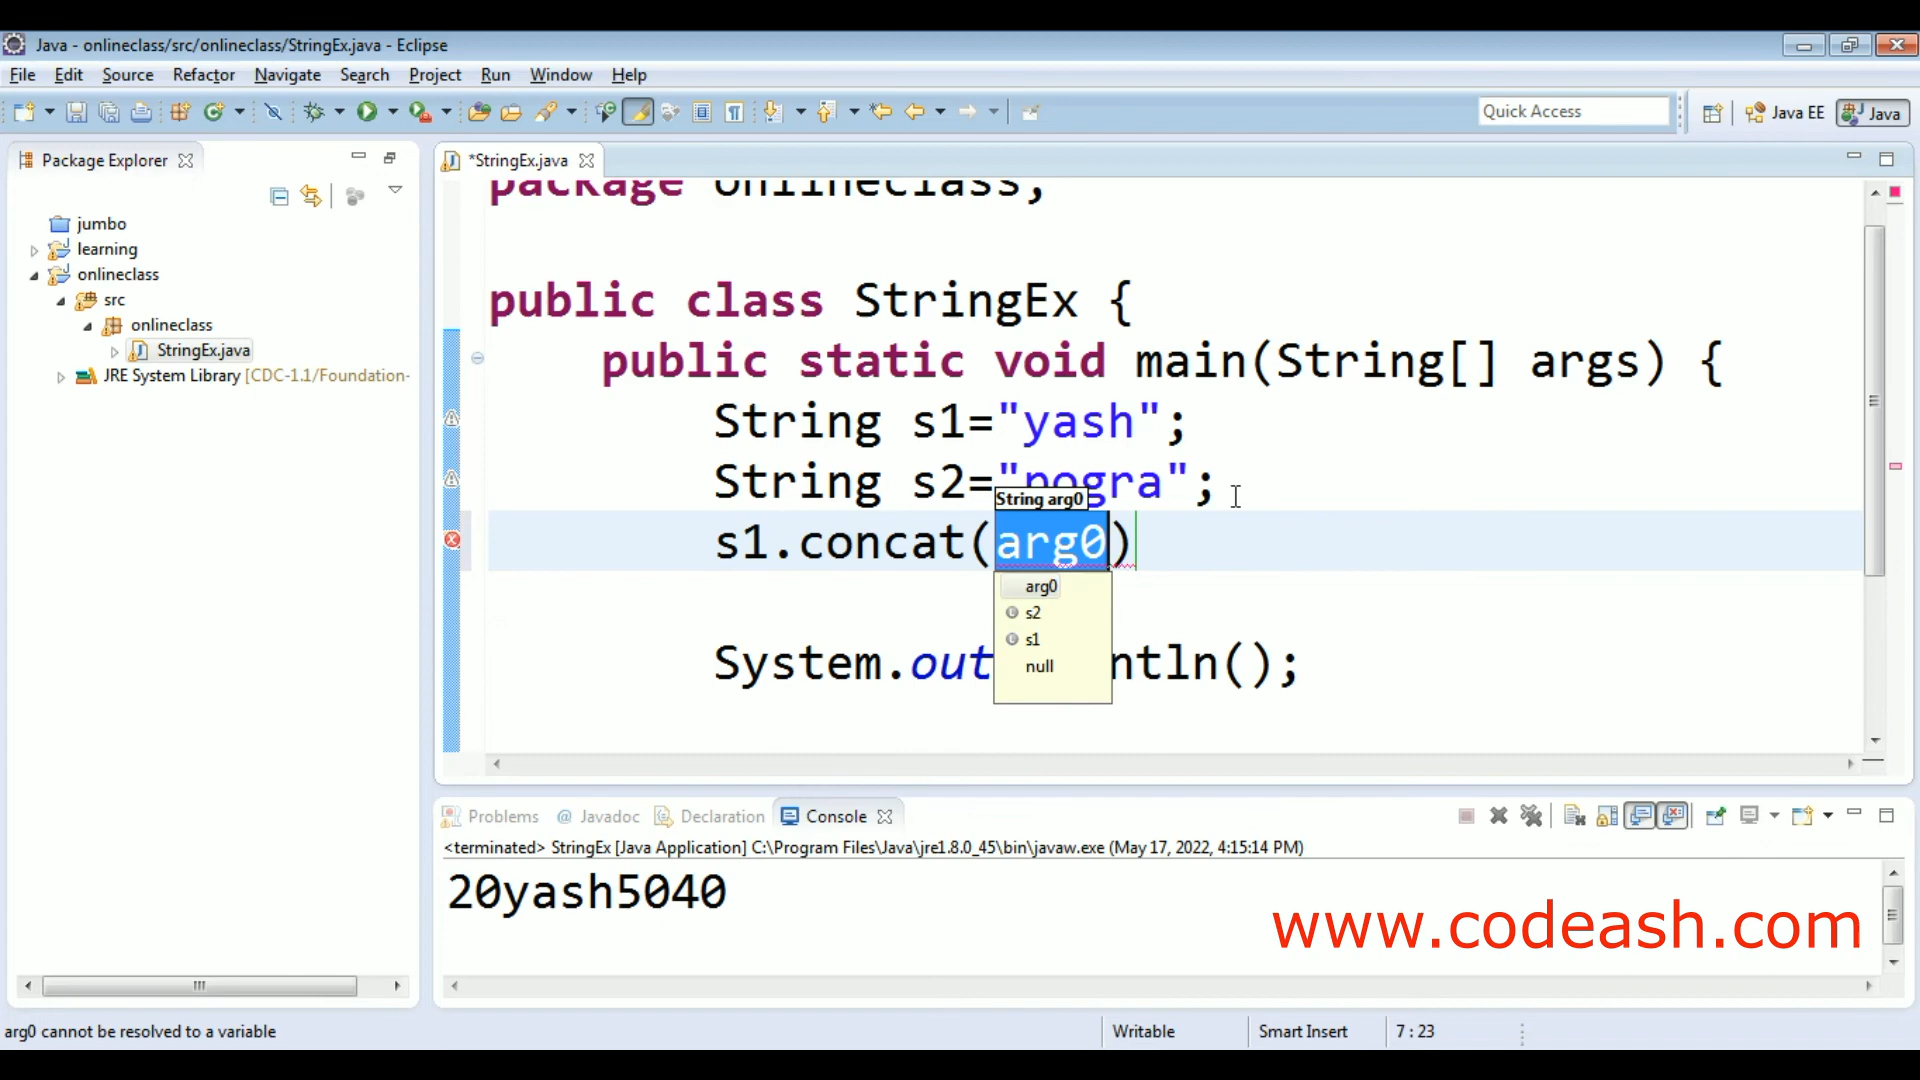 Java - onlineclass/src/onlineclass/StringEx.java - Eclipse
File Edit Source Refactor Navigate Search Project Run Window Help
Quick Access
Java EE
Java
Package Explorer
*StringEx.java
jumbo
learning
onlineclass
src
onlineclass
StringEx.java
JRE System Library [CDC-1.1/Foundation-
package onlineclass;
public class StringEx {
public static void main(String[] args) {
String s1="yash";
String s2="pogra";
String arg0
s1.concat(arg0)
arg0
s2
s1
null
System.out ntln();
Problems @ Javadoc Declaration Console
<terminated> StringEx [Java Application] C:\Program Files\Java\jre1.8.0_45\bin\javaw.exe (May 17, 2022, 4:15:14 PM)
20yash5040
www.codeash.com
arg0 cannot be resolved to a variable
Writable
Smart Insert
7 : 23